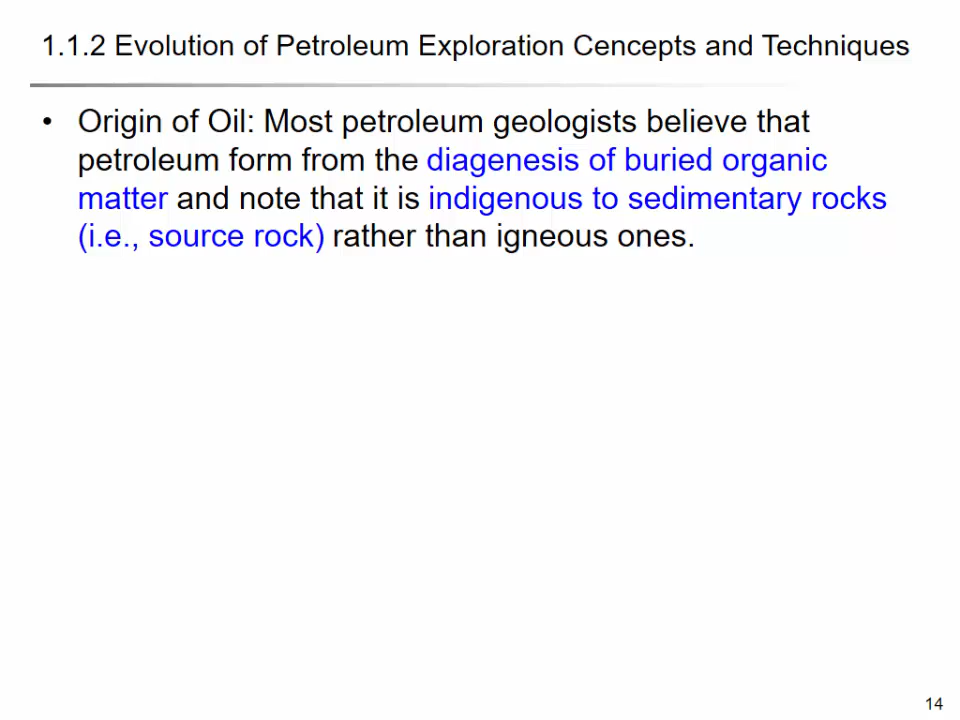 1.1.2 Evolution of Petroleum Exploration Cencepts and Techniques
• Origin of Oil: Most petroleum geologists believe that
petroleum form from the diagenesis of buried organic
matter and note that it is indigenous to sedimentary rocks
(i.e., source rock) rather than igneous ones.
14